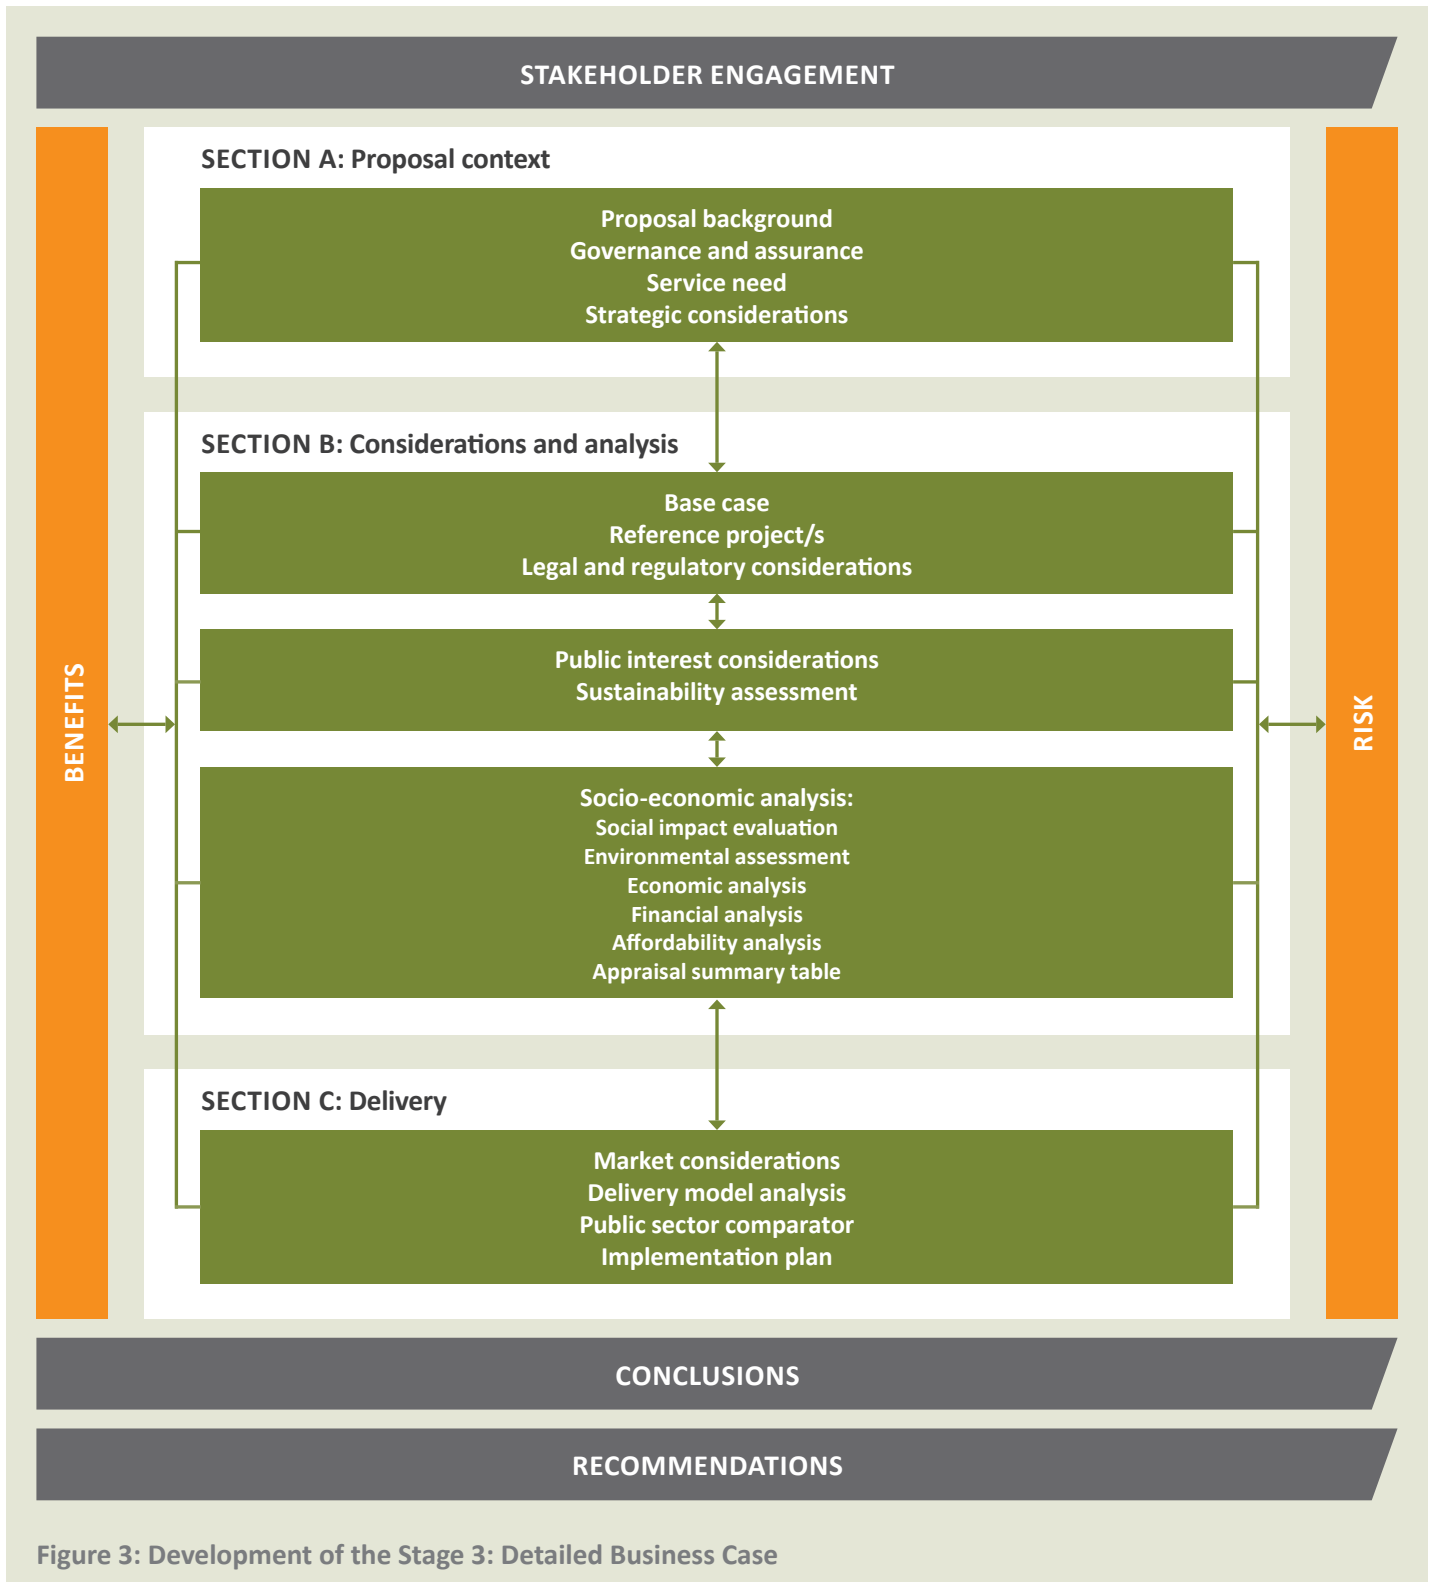 STAKEHOLDER ENGAGEMENT
SECTION A: Proposal context
Proposal background
Governance and assurance
Service need
Strategic considerations
SECTION B: Considerations and analysis
Base case
Reference project/s
Legal and regulatory considerations
Public interest considerations
Sustainability assessment
Socio-economic analysis:
Social impact evaluation
Environmental assessment
Economic analysis
Financial analysis
Affordability analysis
Appraisal summary table
SECTION C: Delivery
Market considerations
Delivery model analysis
Public sector comparator
Implementation plan
BENEFITS
RISK
CONCLUSIONS
RECOMMENDATIONS
Figure 3: Development of the Stage 3: Detailed Business Case